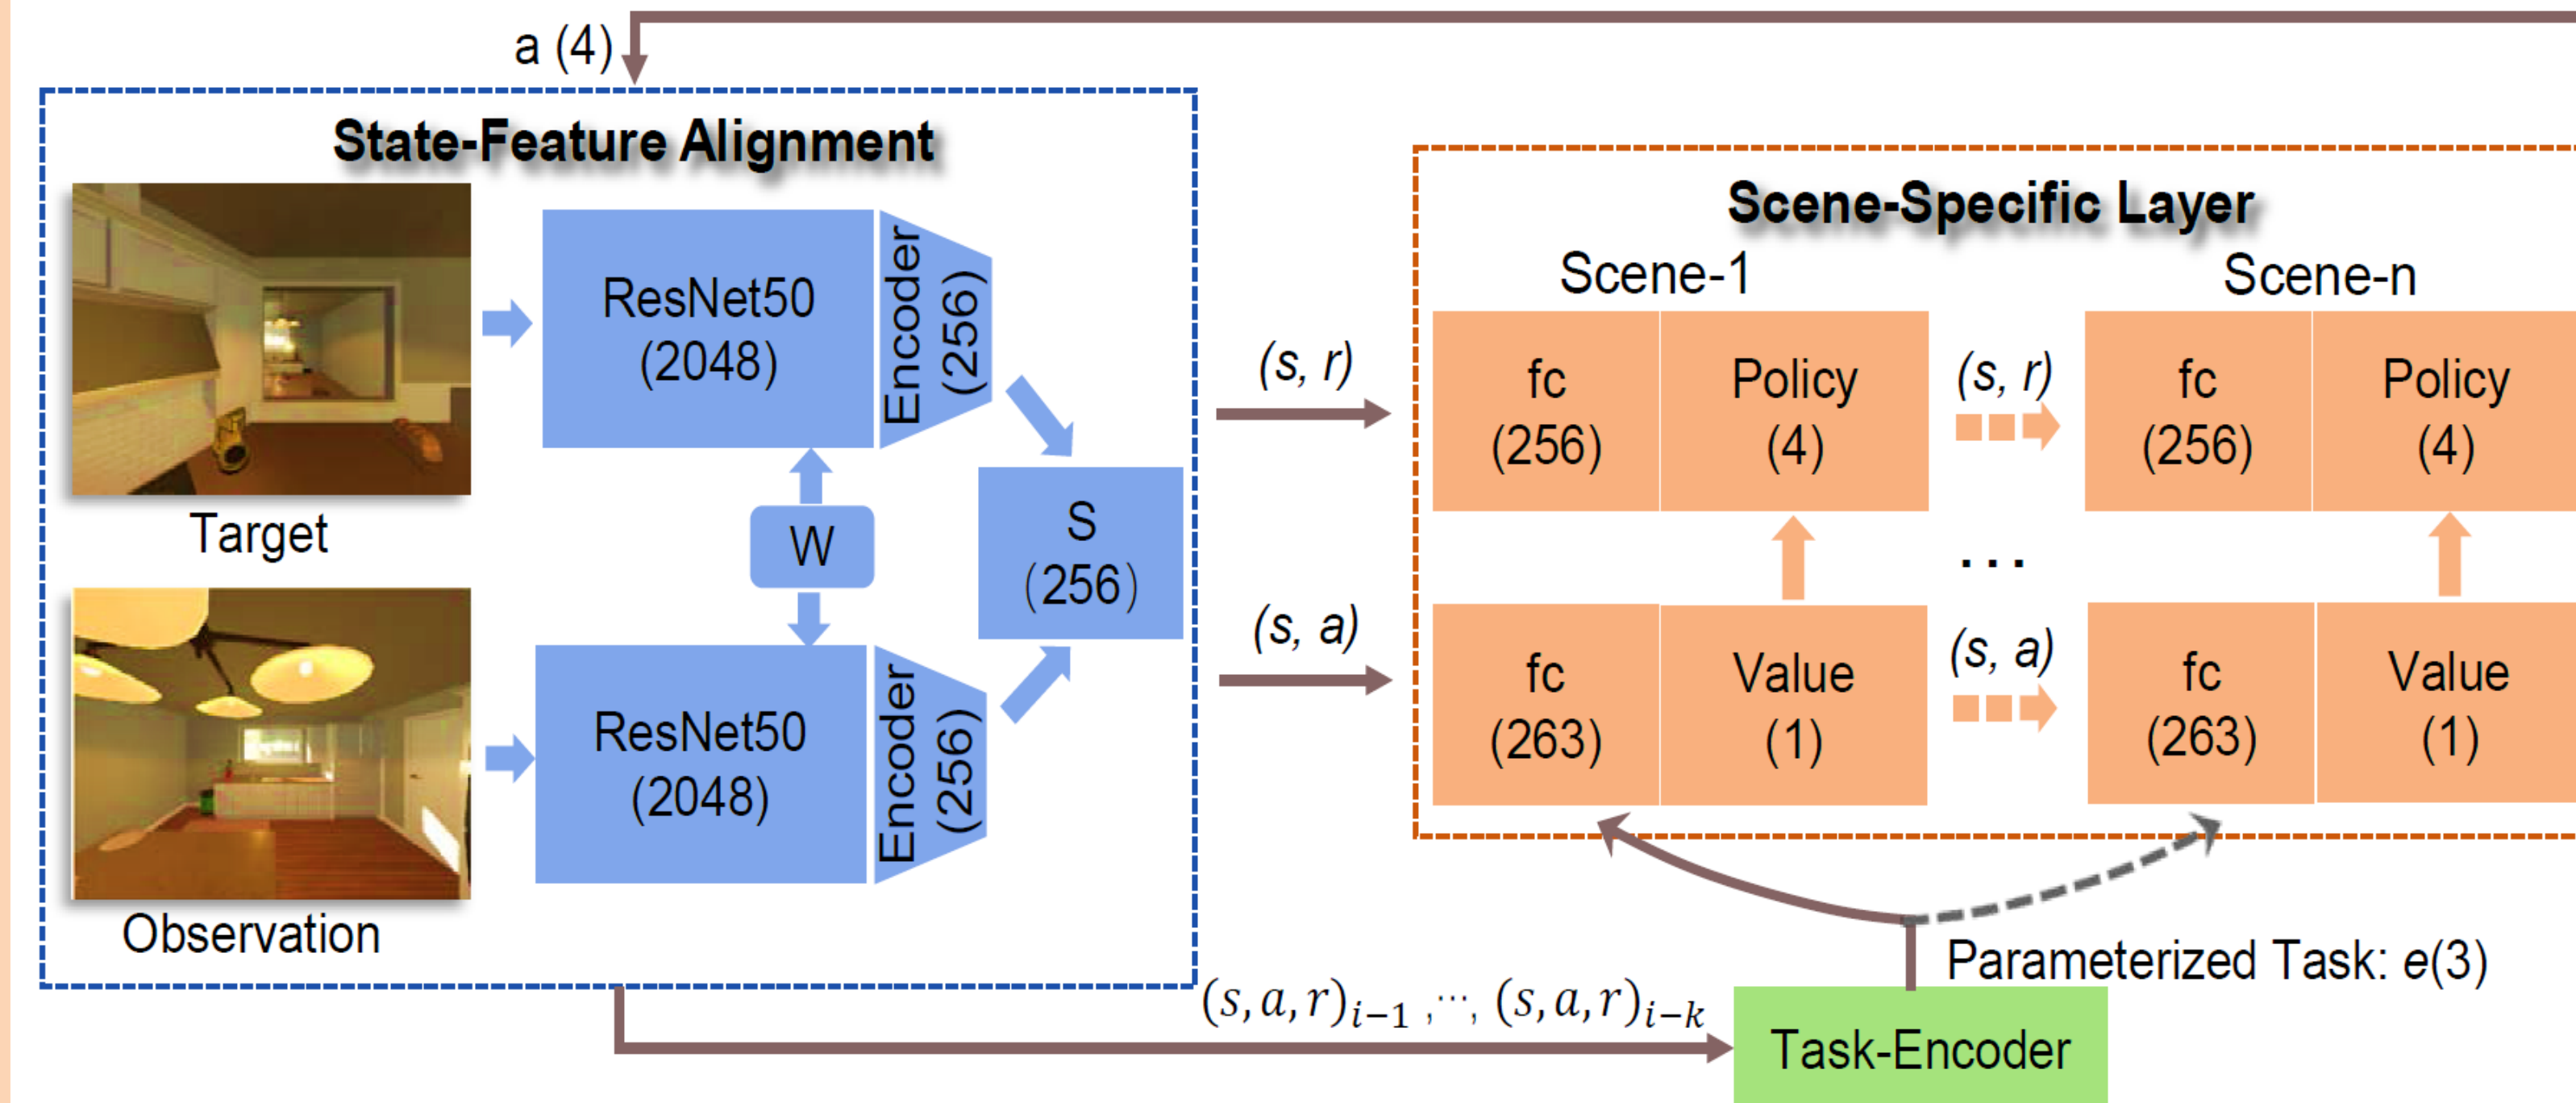 a (4)
State-Feature Alignment
ResNet50
(2048)
Encoder
(256)
Target
W
S
(256)
ResNet50
(2048)
Encoder
(256)
Observation
(s, r)
(s, a)
Scene-Specific Layer
Scene-1
Scene-n
fc
(256)
Policy
(4)
(s, r)
fc
(256)
Policy
(4)
...
fc
(263)
Value
(1)
(s, a)
fc
(263)
Value
(1)
Parameterized Task: e(3)
(s, a, r)i−1 ,···, (s, a, r)i−k
Task-Encoder